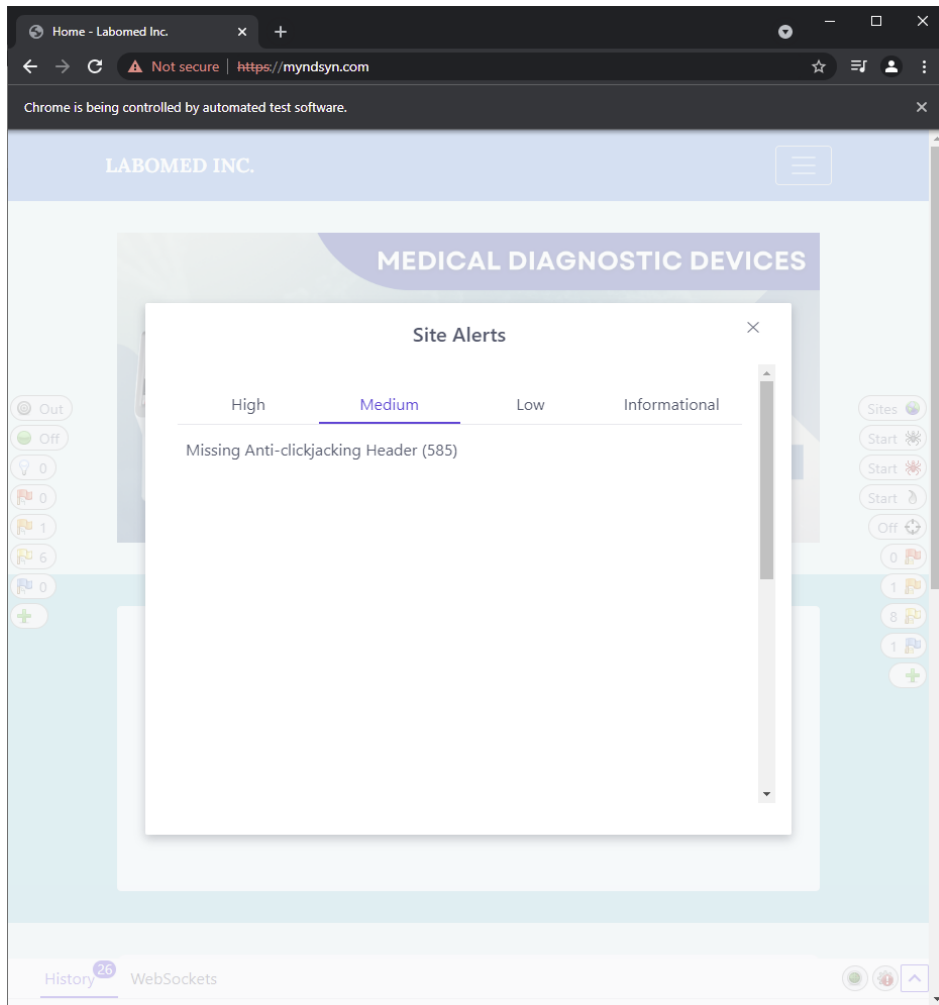 Home - Labomed Inc.
Not secure | https://myndsyn.com
Chrome is being controlled by automated test software.
LABOMED INC.
MEDICAL DIAGNOSTIC DEVICES
Site Alerts
High Medium Low Informational
Missing Anti-clickjacking Header (585)
Out
Off
0
0
1
6
0
Sites
Start
Start
Start
Off
0
1
8
1
History 26 WebSockets